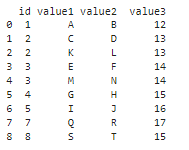 id value1 value2 value3
0 1 A B 12
1 2 C D 13
2 2 K L 13
3 3 E F 14
4 3 M N 14
5 4 G H 15
6 5 I J 16
7 7 Q R 17
8 8 S T 15